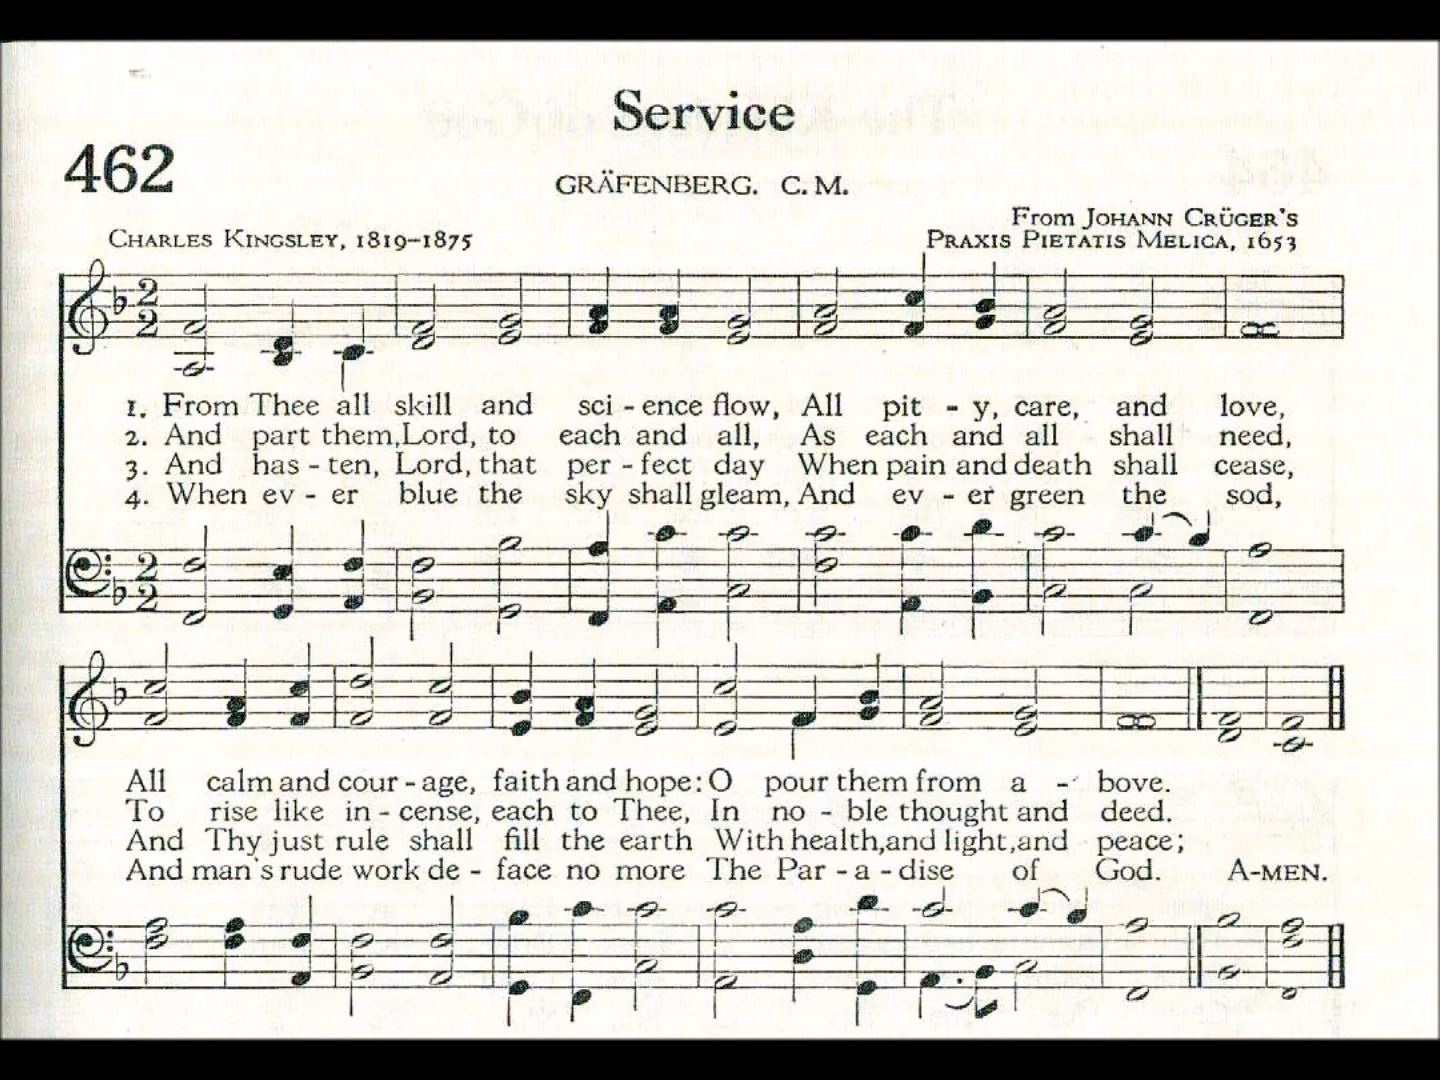 Service
462
GRÄFENBERG. C. M.
From JOHANN CRÜGER'S
CHARLES KINGSLEY, 1819–1875
PRAXIS PIETATIS MELICA, 1653
2
2
1. From Thee all skill and sci - ence flow, All pit - y, care, and love,
2. And part them, Lord, to each and all, As each and all shall need,
3. And has - ten, Lord, that per - fect day When pain and death shall cease,
4. When ev - er blue the sky shall gleam, And ev - er green the sod,
2
2
All calm and cour - age, faith and hope: O pour them from a - bove.
To rise like in - cense, each to Thee, In no - ble thought and deed.
And Thy just rule shall fill the earth With health, and light, and peace;
And man's rude work de - face no more The Par - a - dise of God. A-MEN.